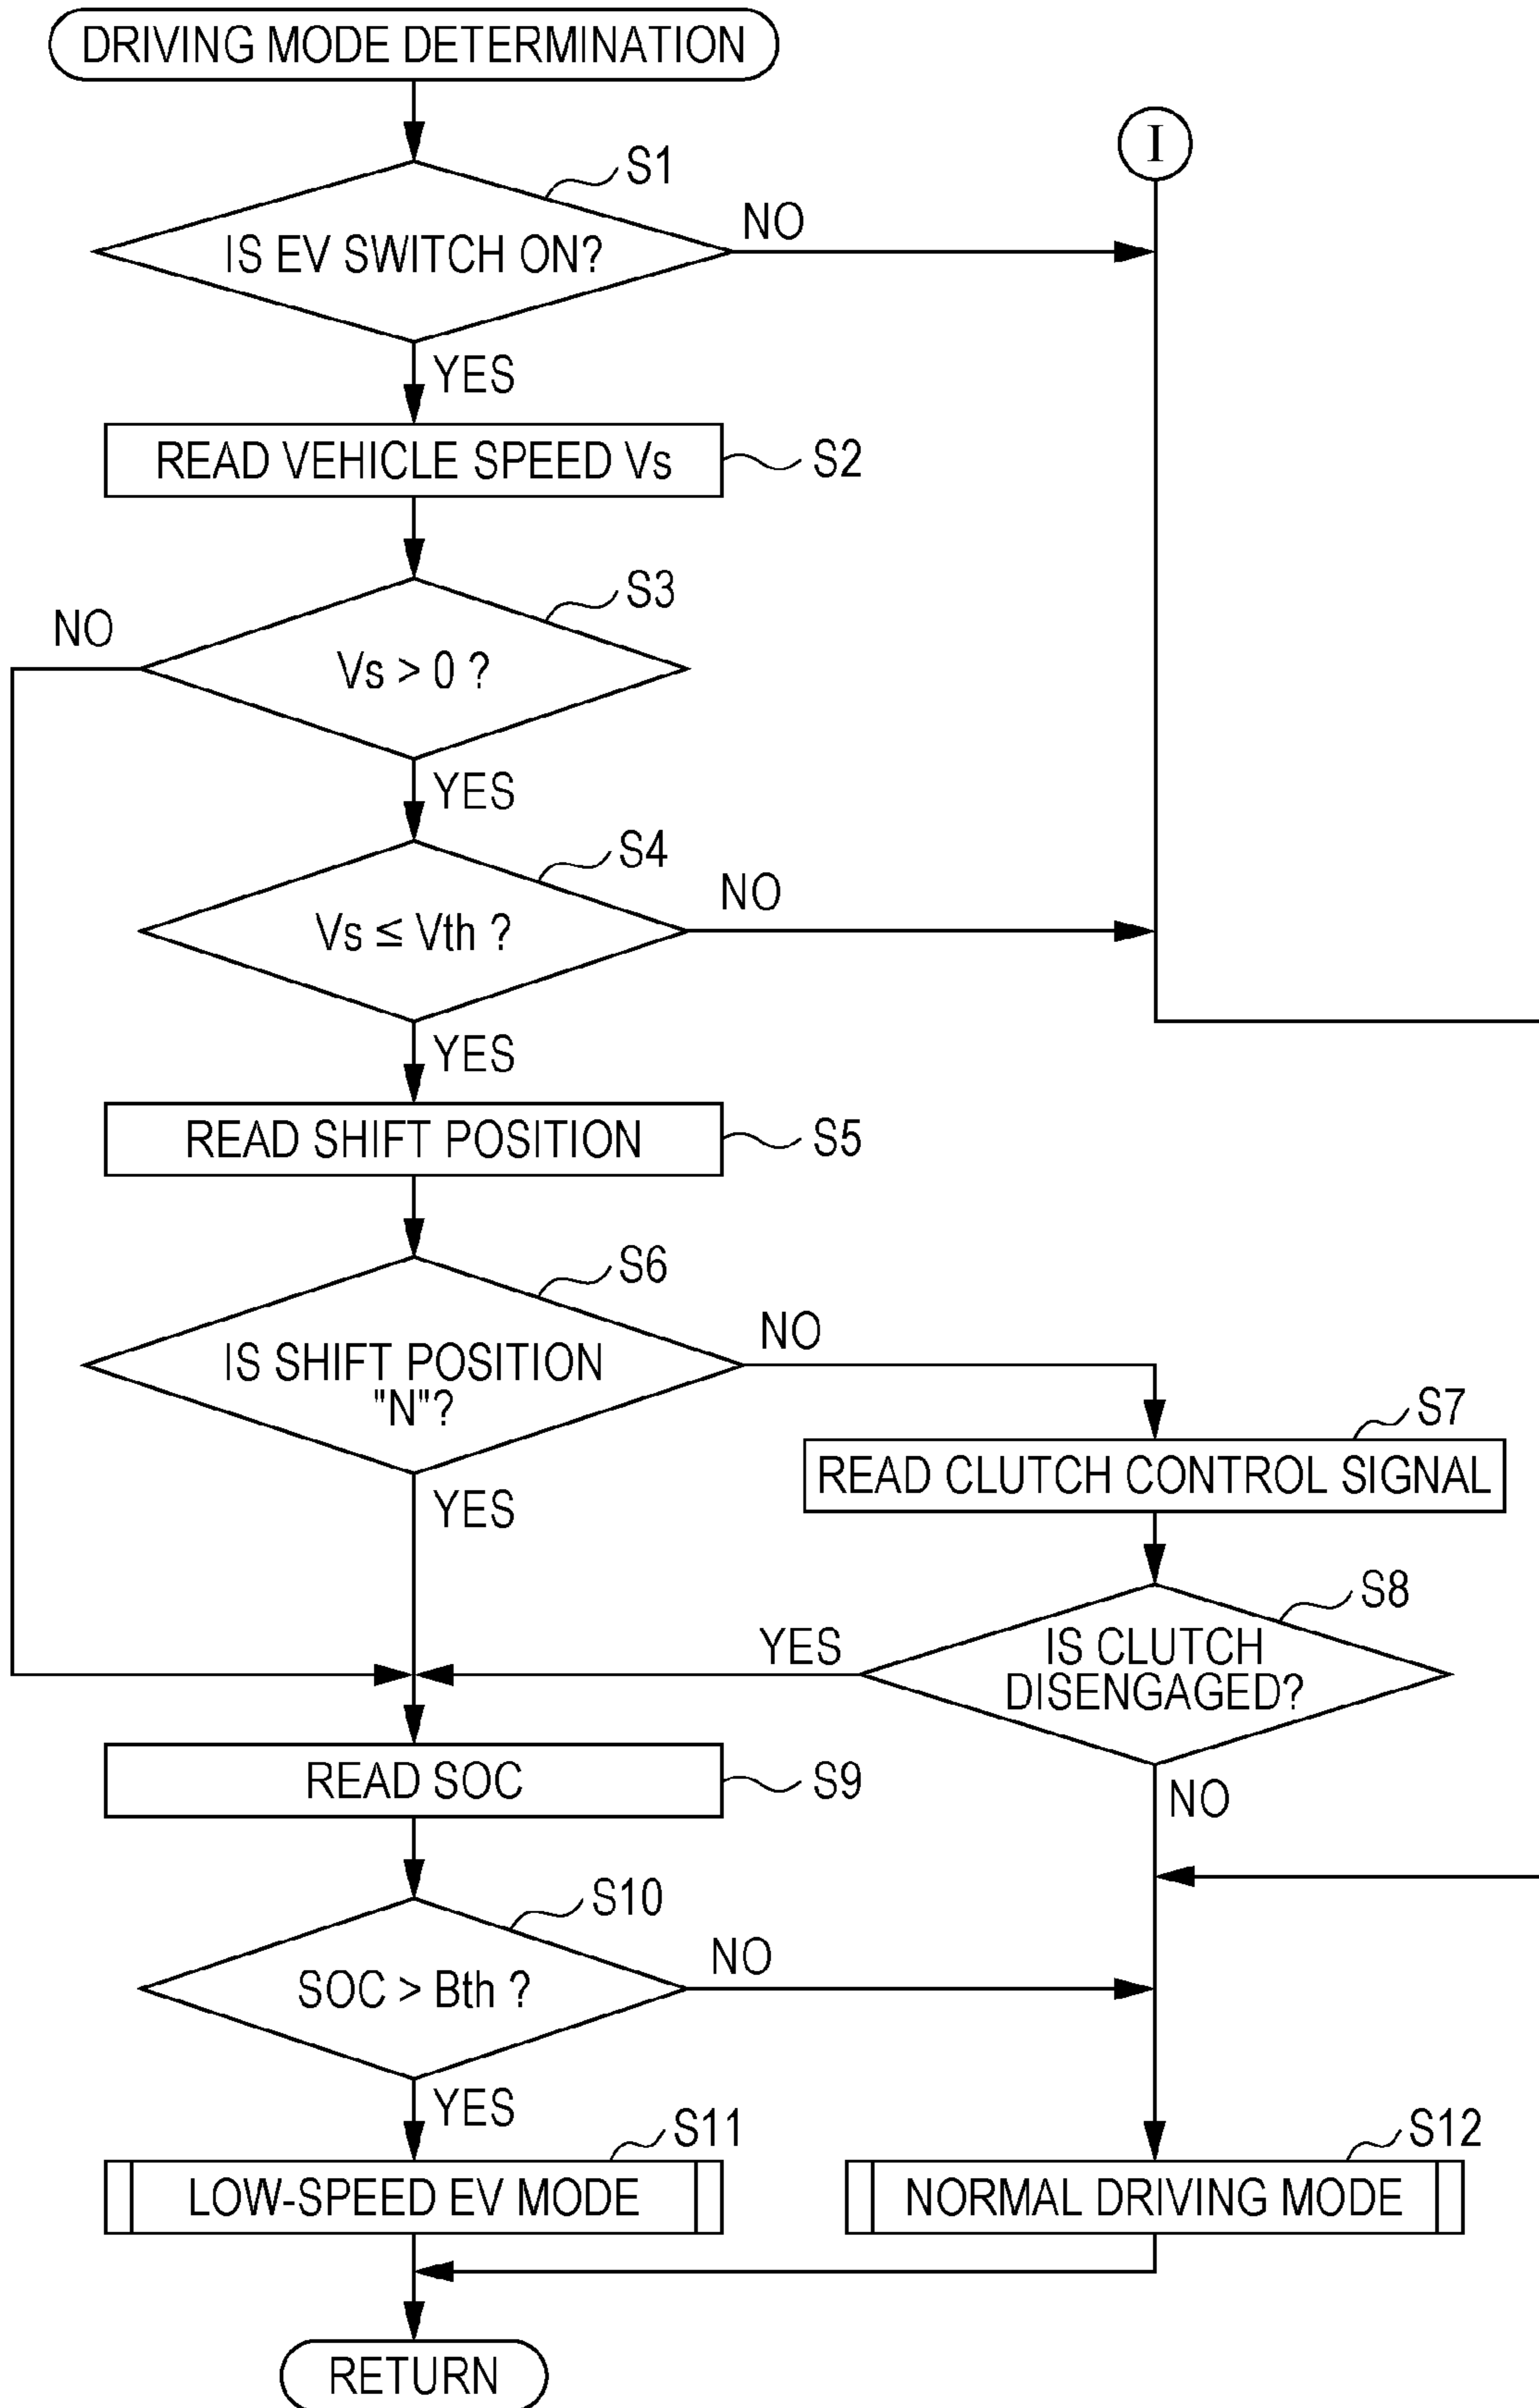 DRIVING MODE DETERMINATION
I
S1
IS EV SWITCH ON?
NO
YES
READ VEHICLE SPEED Vs
S2
S3
NO
Vs > 0 ?
YES
S4
Vs ≤ Vth ?
NO
YES
READ SHIFT POSITION
S5
S6
IS SHIFT POSITION
"N"?
NO
YES
S7
READ CLUTCH CONTROL SIGNAL
S8
IS CLUTCH
DISENGAGED?
YES
NO
READ SOC
S9
S10
SOC > Bth ?
NO
YES
S11
LOW-SPEED EV MODE
S12
NORMAL DRIVING MODE
RETURN